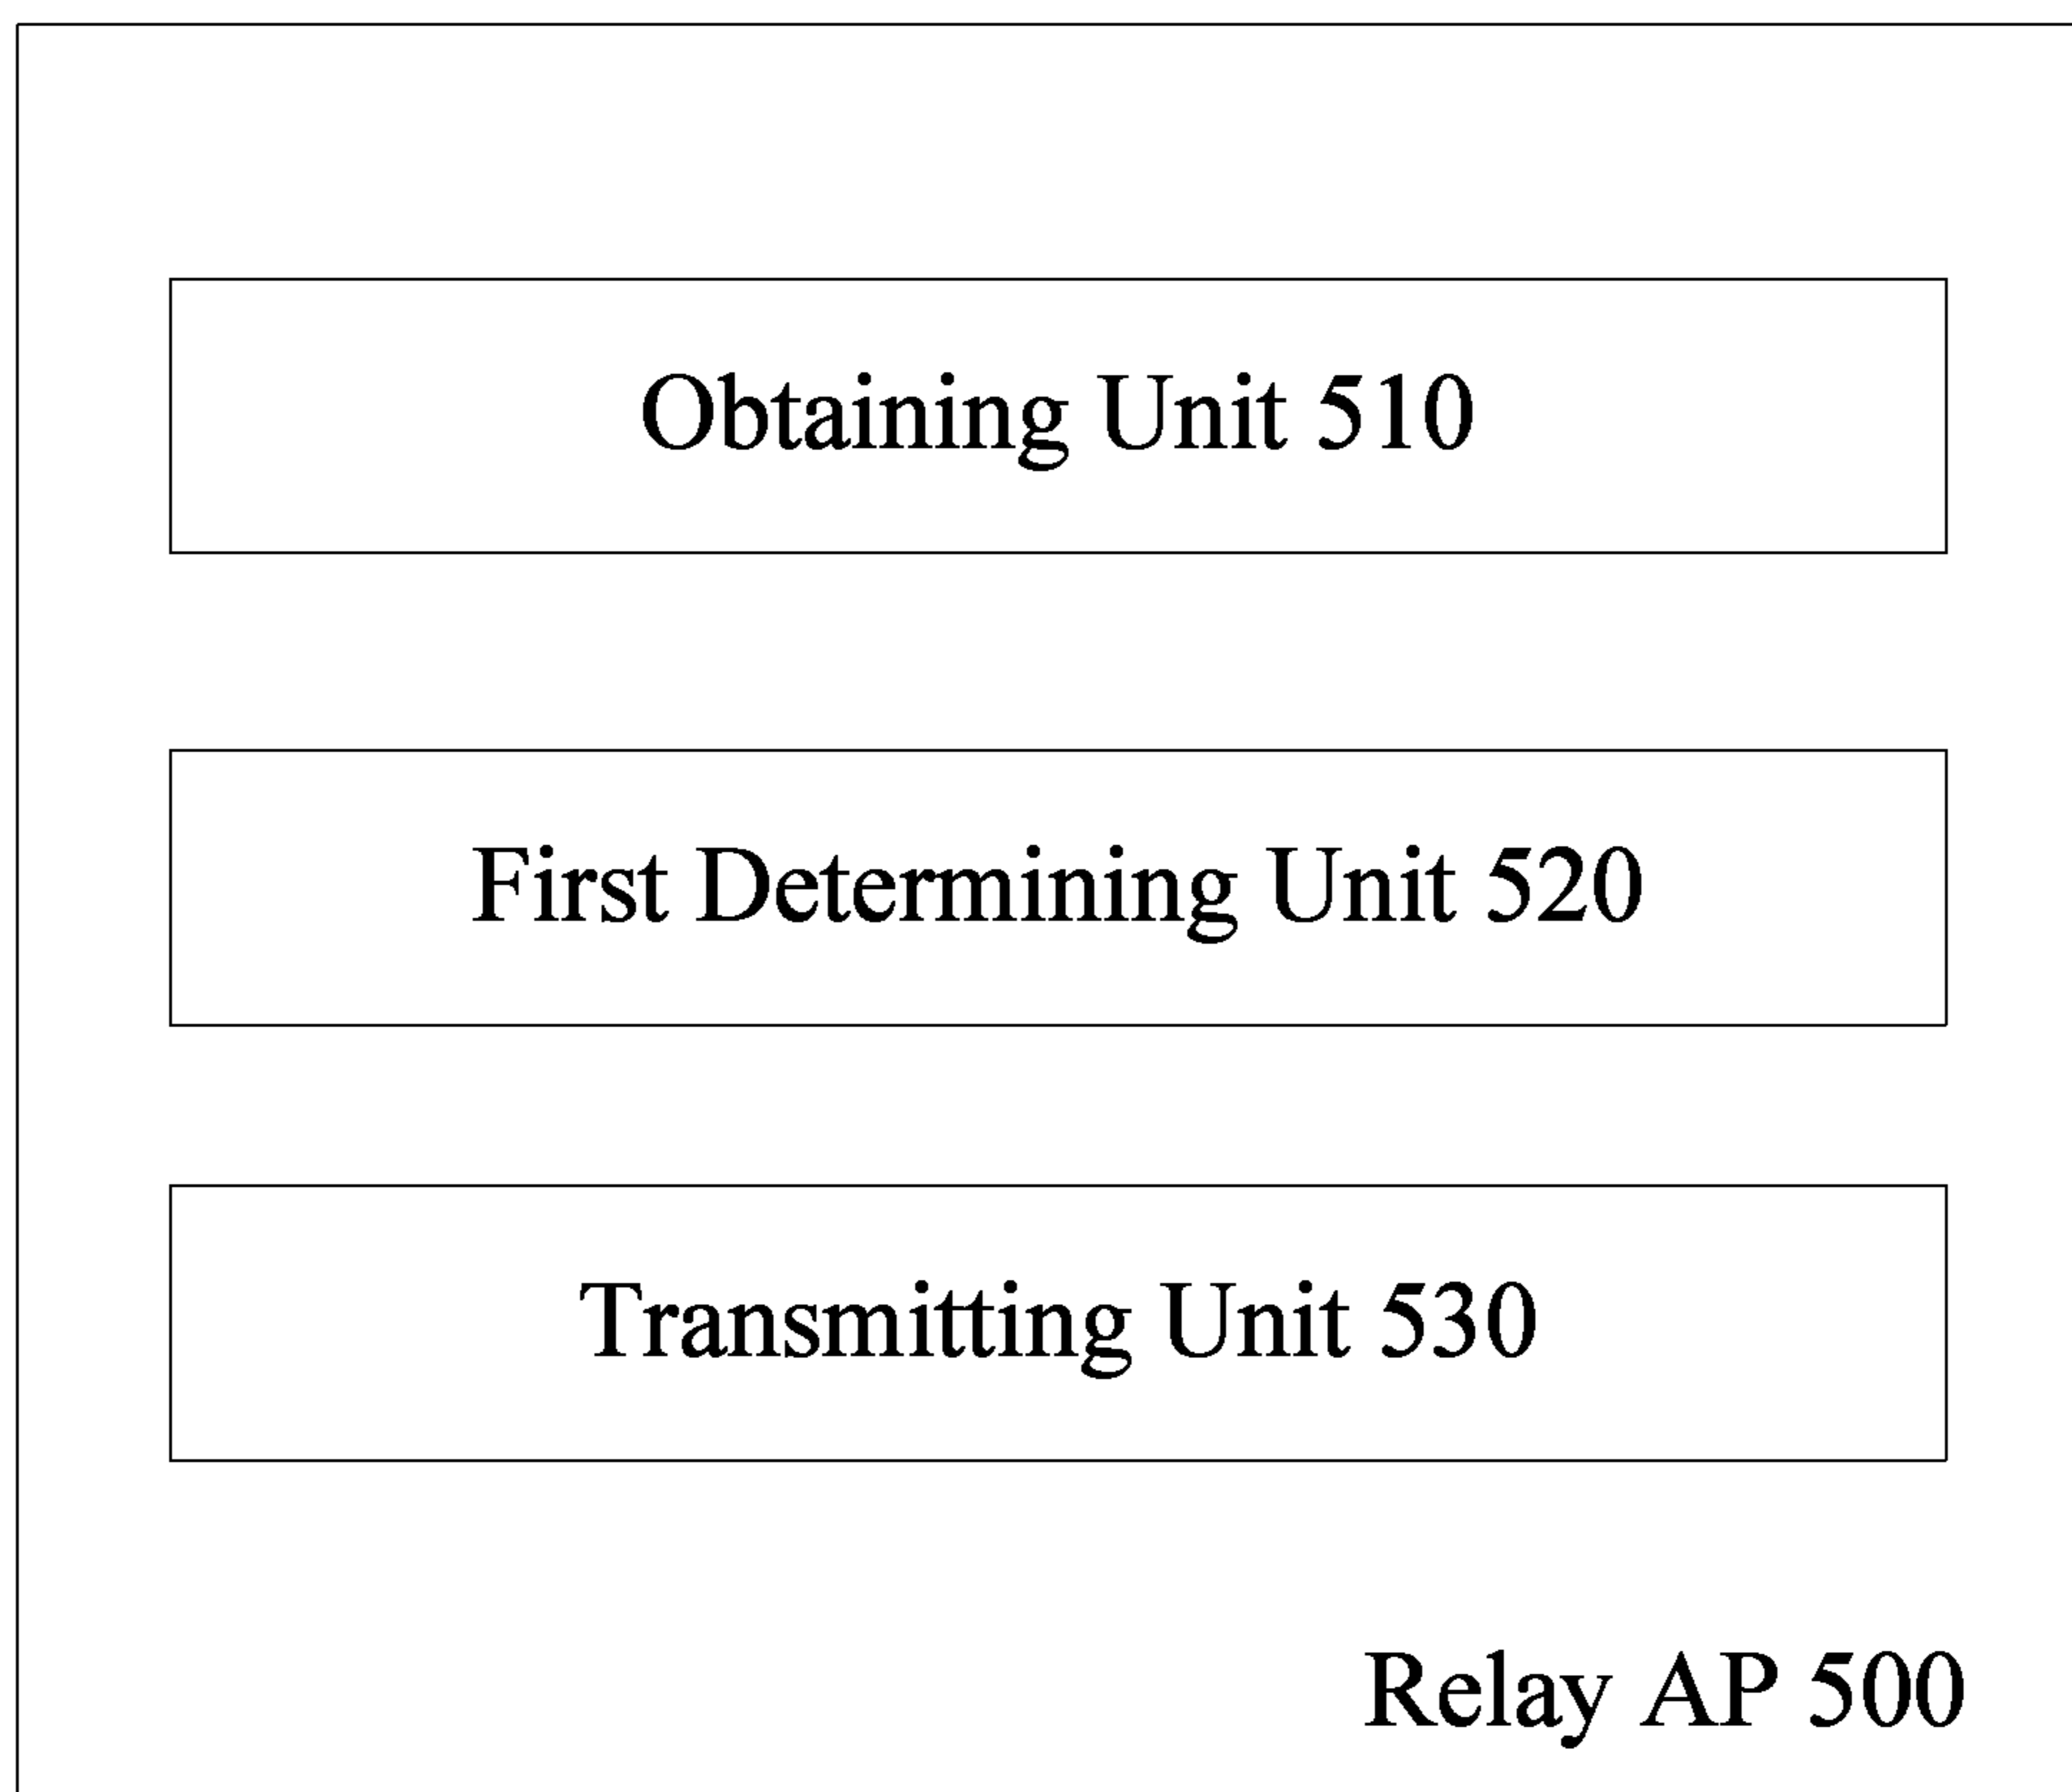 Obtaining Unit 510
First Determining Unit 520
Transmitting Unit 530
Relay AP 500